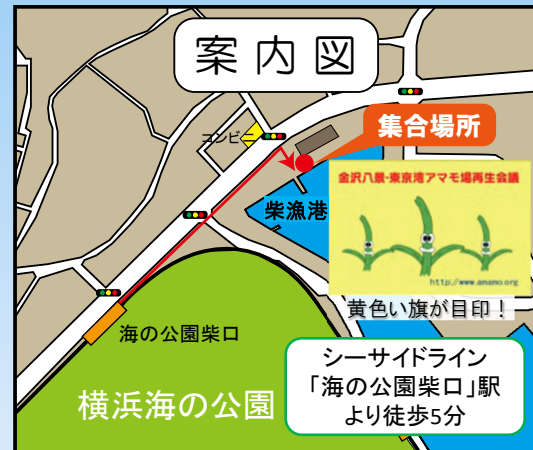 案内図
コンビニ
集合場所
金沢八景・東京湾アマモ場再生会議
柴漁港
http://www.amamo.org
黄色い旗が目印！
海の公園柴口
横浜海の公園
シーサイドライン
「海の公園柴口」駅
より徒歩5分